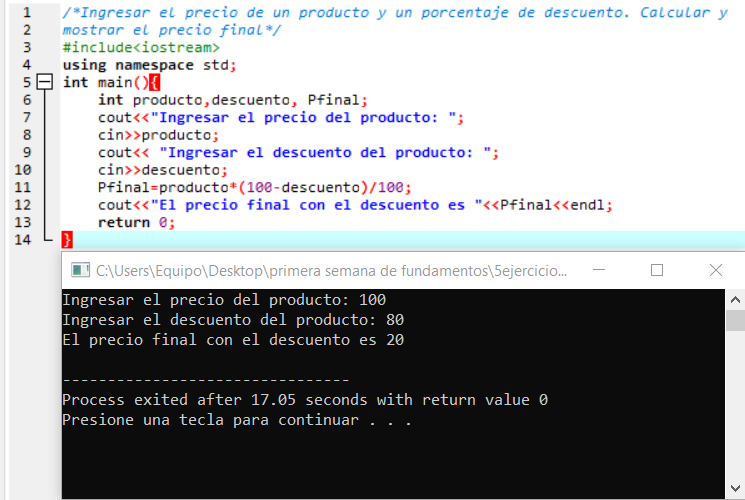 1 /*Ingresar el precio de un producto y un porcentaje de descuento. Calcular y
2 mostrar el precio final*/
3 #include<iostream>
4 using namespace std;
5 int main(){
6 int producto,descuento, Pfinal;
7 cout<<"Ingresar el precio del producto: ";
8 cin>>producto;
9 cout<< "Ingresar el descuento del producto: ";
10 cin>>descuento;
11 Pfinal=producto*(100-descuento)/100;
12 cout<<"El precio final con el descuento es "<<Pfinal<<endl;
13 return 0;
14 }
C:\Users\Equipo\Desktop\primera semana de fundamentos\5ejercicio...
Ingresar el precio del producto: 100
Ingresar el descuento del producto: 80
El precio final con el descuento es 20
--------------------------------
Process exited after 17.05 seconds with return value 0
Presione una tecla para continuar . . .